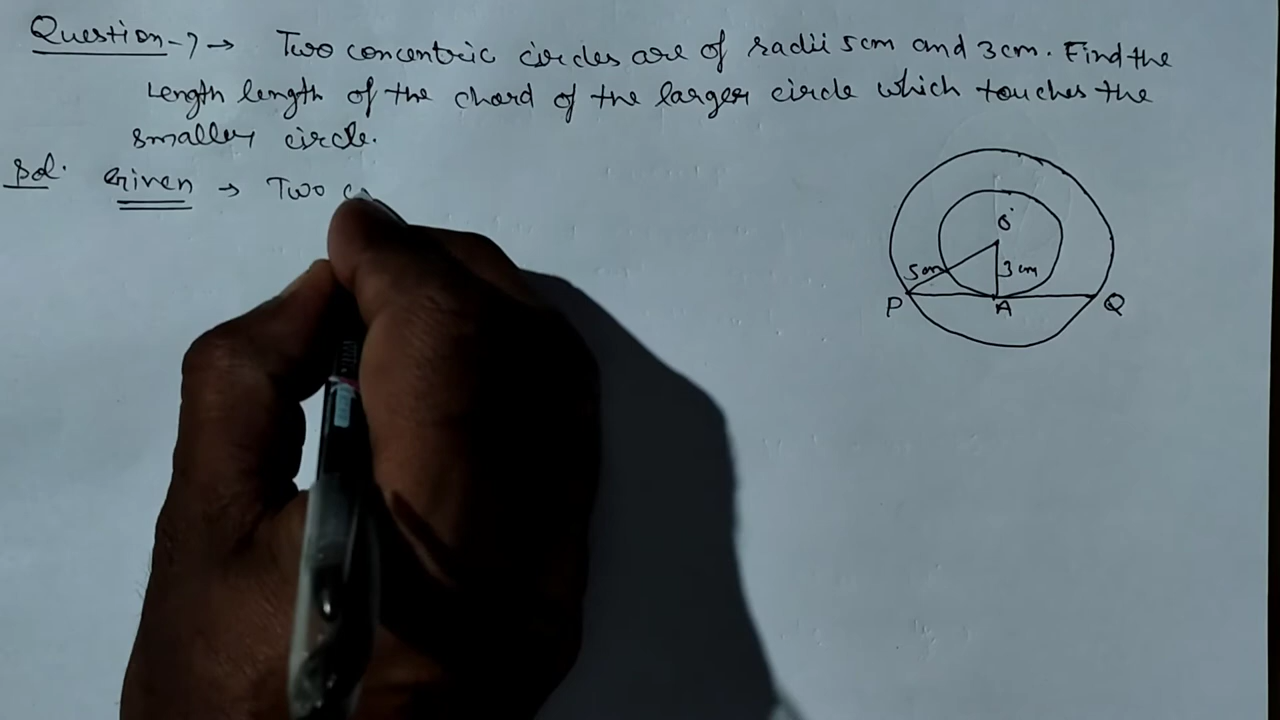 Question-7→ Two concentric circles are of radii 5cm and 3cm. Find the
Length length of the chord of the larger circle which touches the
smaller circle.
Sol. Given → Two
O
5cm
3cm
P
A
Q